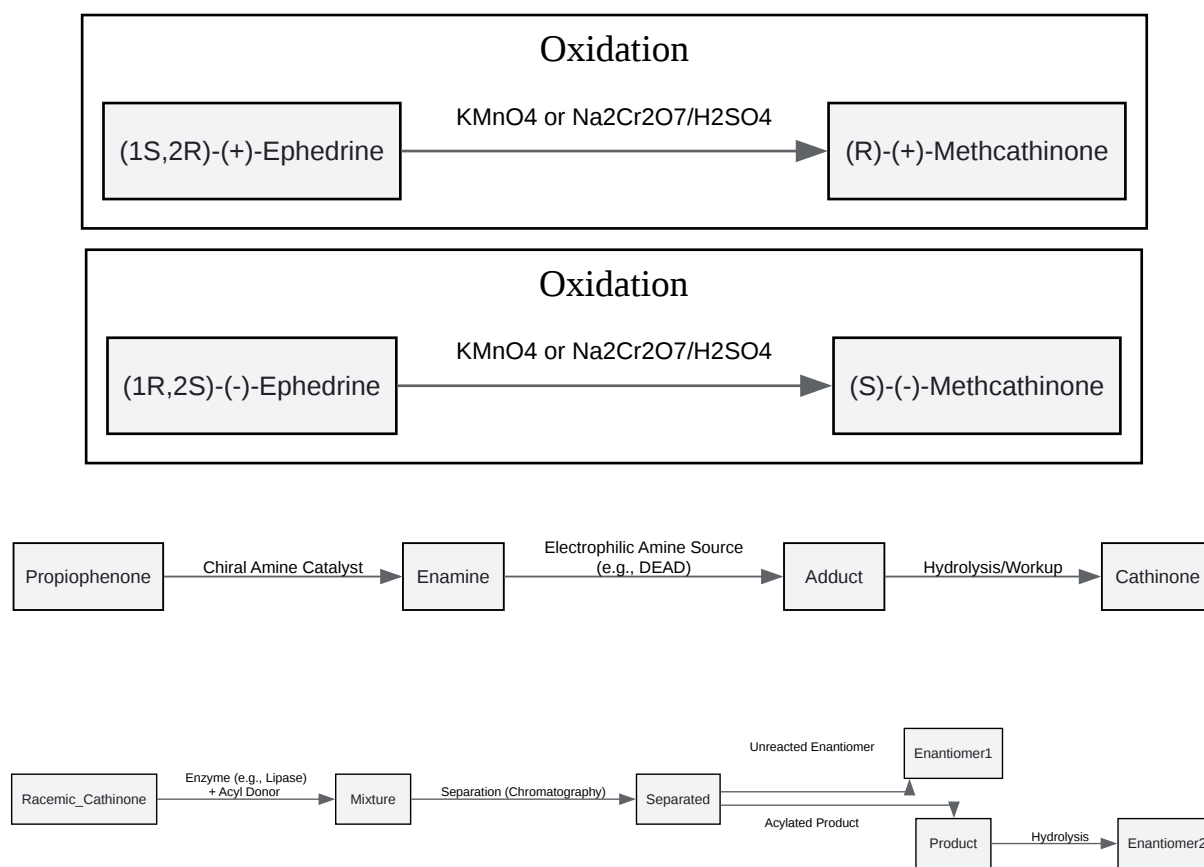 Oxidation
KMnO4 or Na2Cr2O7/H2SO4
(1S,2R)-(+)-Ephedrine
(R)-(+)-Methcathinone
Oxidation
KMnO4 or Na2Cr2O7/H2SO4
(1R,2S)-(-)-Ephedrine
(S)-(-)-Methcathinone
Propiophenone
Chiral Amine Catalyst
Enamine
Electrophilic Amine Source
(e.g., DEAD)
Adduct
Hydrolysis/Workup
Cathinone
Racemic_Cathinone
Enzyme (e.g., Lipase)
+ Acyl Donor
Mixture
Separation (Chromatography)
Separated
Unreacted Enantiomer
Enantiomer1
Acylated Product
Product
Hydrolysis
Enantiomer2